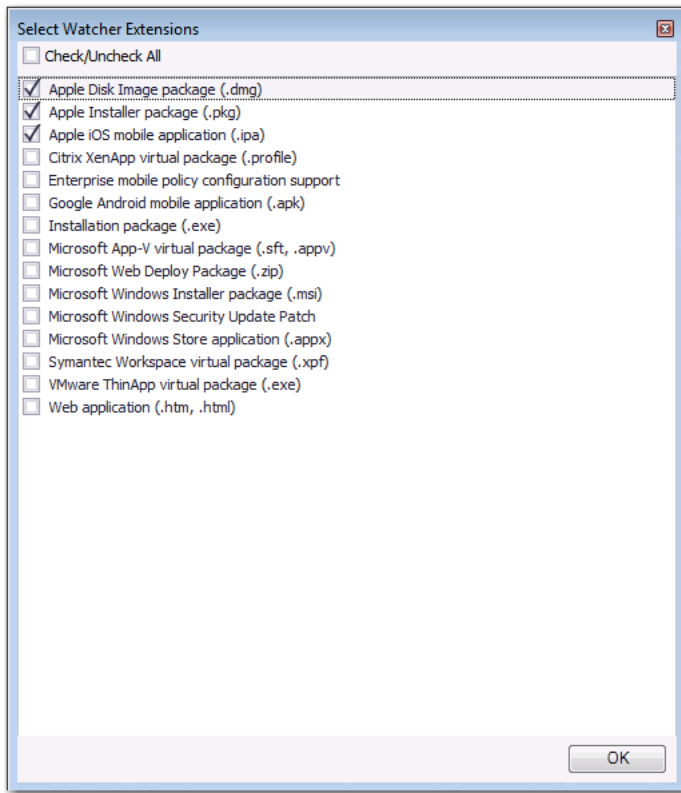 Select Watcher Extensions
Check/Uncheck All
Apple Disk Image package (.dmg)
Apple Installer package (.pkg)
Apple iOS mobile application (.ipa)
Citrix XenApp virtual package (.profile)
Enterprise mobile policy configuration support
Google Android mobile application (.apk)
Installation package (.exe)
Microsoft App-V virtual package (.sft, .appv)
Microsoft Web Deploy Package (.zip)
Microsoft Windows Installer package (.msi)
Microsoft Windows Security Update Patch
Microsoft Windows Store application (.appx)
Symantec Workspace virtual package (.xpf)
VMware ThinApp virtual package (.exe)
Web application (.htm, .html)
OK